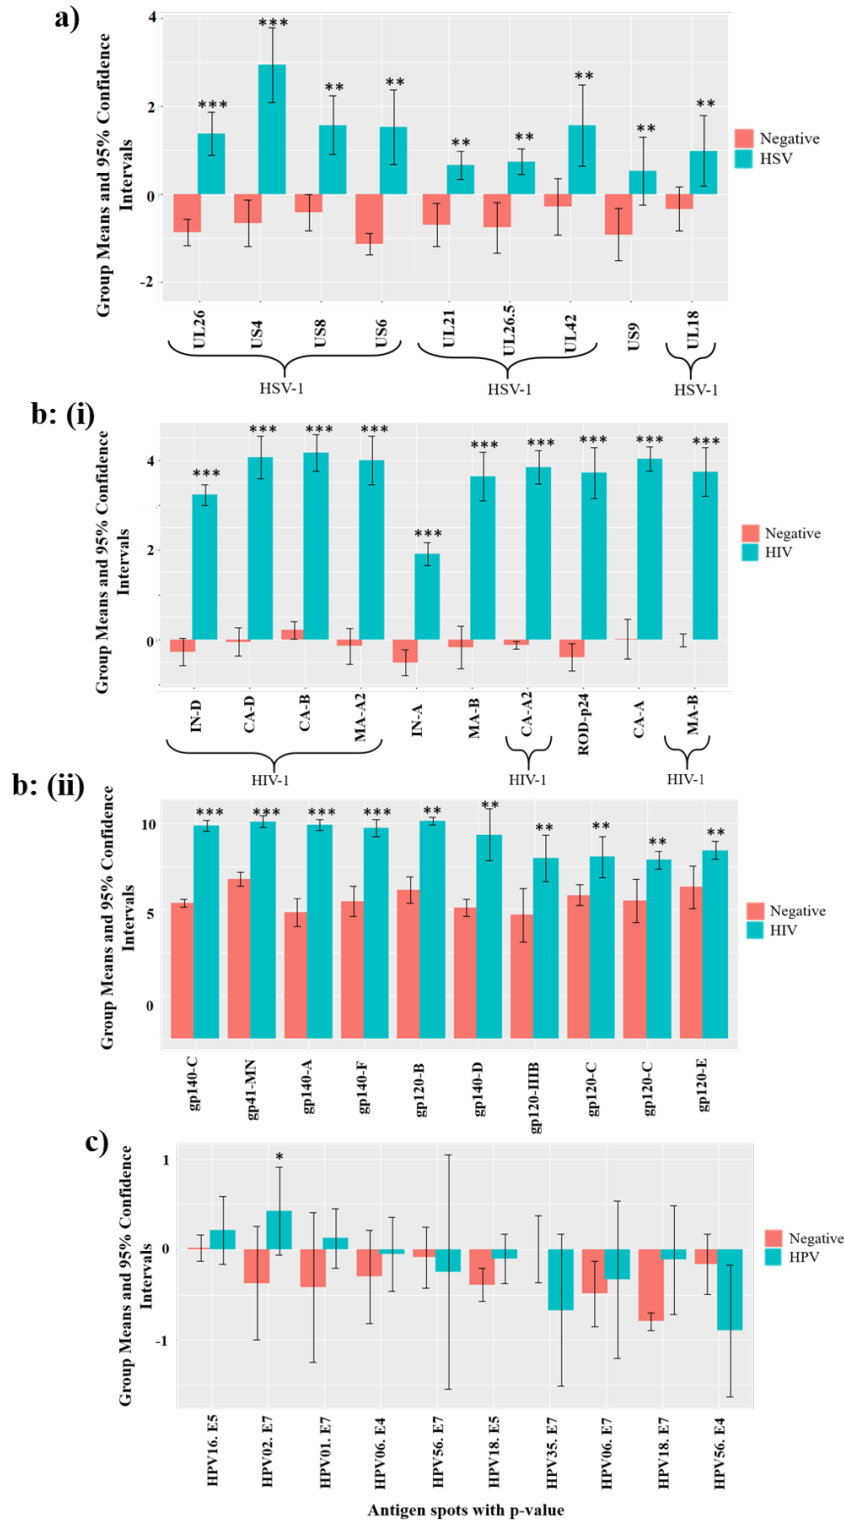 a)
Group Means and 95% Confidence
Intervals
4
2
0
-2
***
***
**
**
**
**
**
**
**
Negative
HSV
UL26
US4
US8
US6
UL21
UL26.5
UL42
US9
UL18
HSV-1
HSV-1
HSV-1
b: (i)
Group Means and 95% Confidence
Intervals
4
2
0
***
***
***
***
***
***
***
***
***
***
Negative
HIV
IN-D
CA-D
CA-B
MA-A2
IN-A
MA-B
CA-A2
ROD-p24
CA-A
MA-B
HIV-1
HIV-1
HIV-1
b: (ii)
Group Means and 95% Confidence
Intervals
10
5
0
***
***
***
***
**
**
**
**
**
**
Negative
HIV
gp140-C
gp41-MN
gp140-A
gp140-F
gp120-B
gp140-D
gp120-IIIB
gp120-C
gp120-C
gp120-E
c)
Group Means and 95% Confidence
Intervals
1
0
-1
*
Negative
HPV
HPV16. E5
HPV02. E7
HPV01. E7
HPV06. E4
HPV56. E7
HPV18. E5
HPV35. E7
HPV06. E7
HPV18. E7
HPV56. E4
Antigen spots with p-value